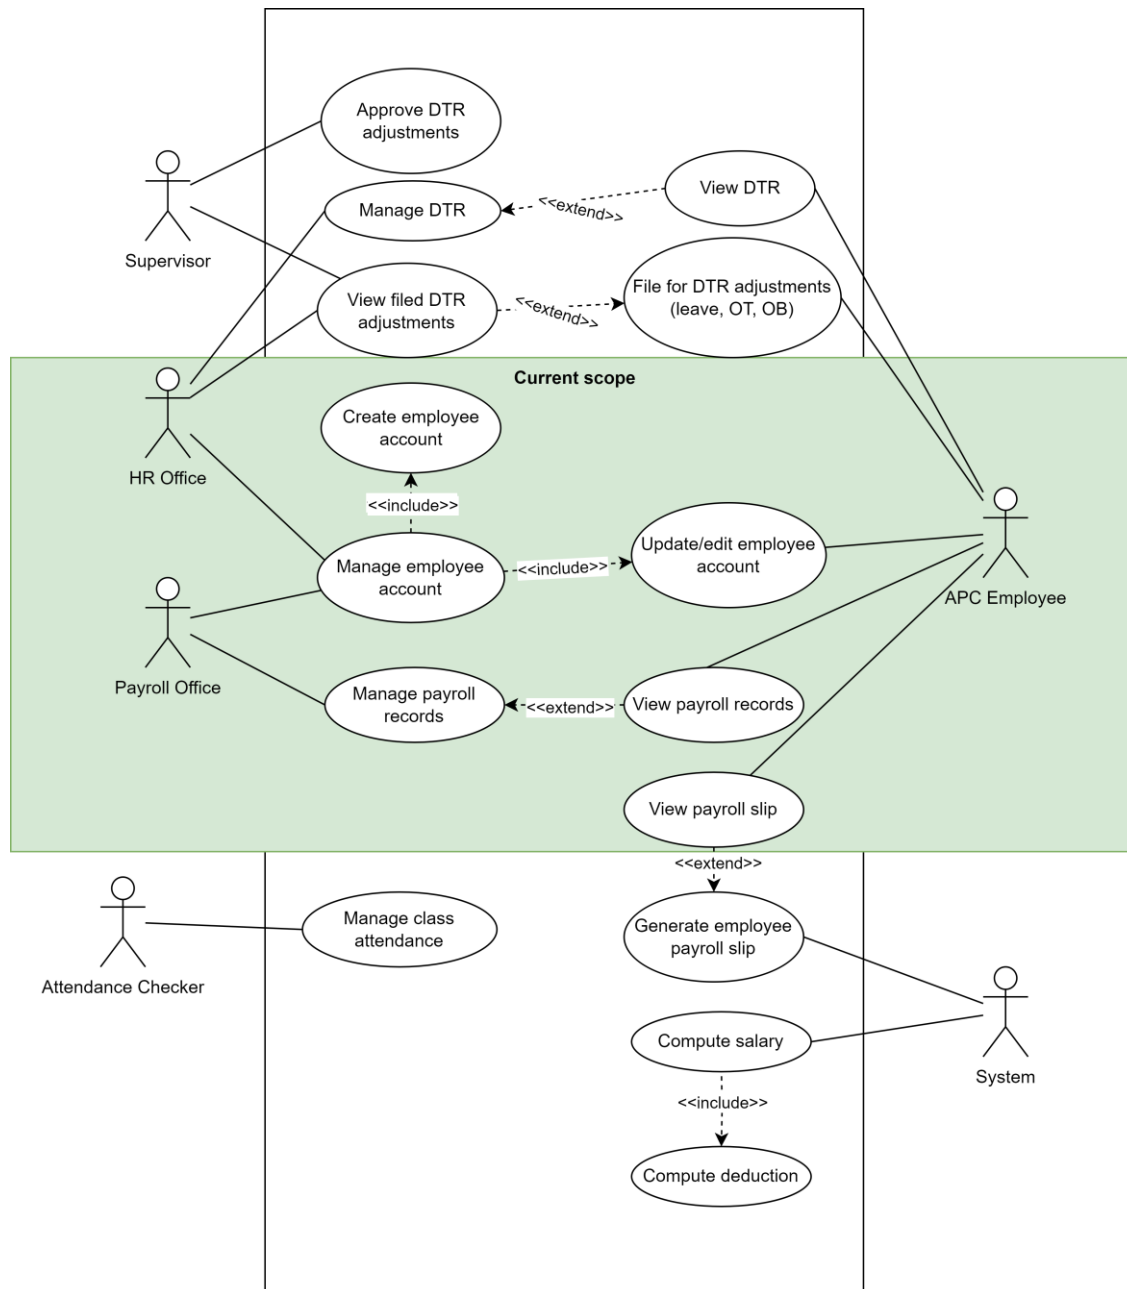 Approve DTR
adjustments
View DTR
Manage DTR
<<extend>>
Supervisor
View filed DTR
adjustments
<<extend>>
File for DTR adjustments
(leave, OT, OB)
Current scope
Create employee
account
HR Office
<<include>>
Manage employee
account
<<include>>
Update/edit employee
account
APC Employee
Payroll Office
Manage payroll
records
<<extend>>
View payroll records
View payroll slip
<<extend>>
Manage class
attendance
Generate employee
payroll slip
Attendance Checker
Compute salary
System
<<include>>
Compute deduction